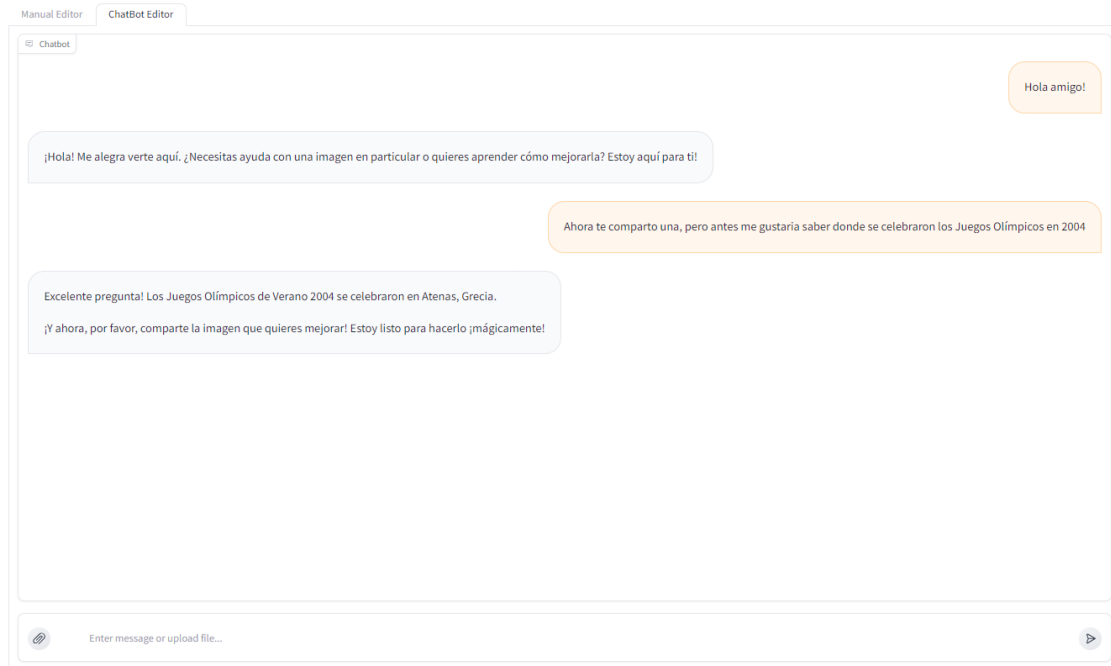 Manual Editor
ChatBot Editor
Chatbot
Hola amigo!
¡Hola! Me alegra verte aquí. ¿Necesitas ayuda con una imagen en particular o quieres aprender cómo mejorarla? Estoy aquí para ti!
Ahora te comparto una, pero antes me gustaria saber donde se celebraron los Juegos Olímpicos en 2004
Excelente pregunta! Los Juegos Olímpicos de Verano 2004 se celebraron en Atenas, Grecia.
¡Y ahora, por favor, comparte la imagen que quieres mejorar! Estoy listo para hacerlo ¡mágicamente!
Enter message or upload file...